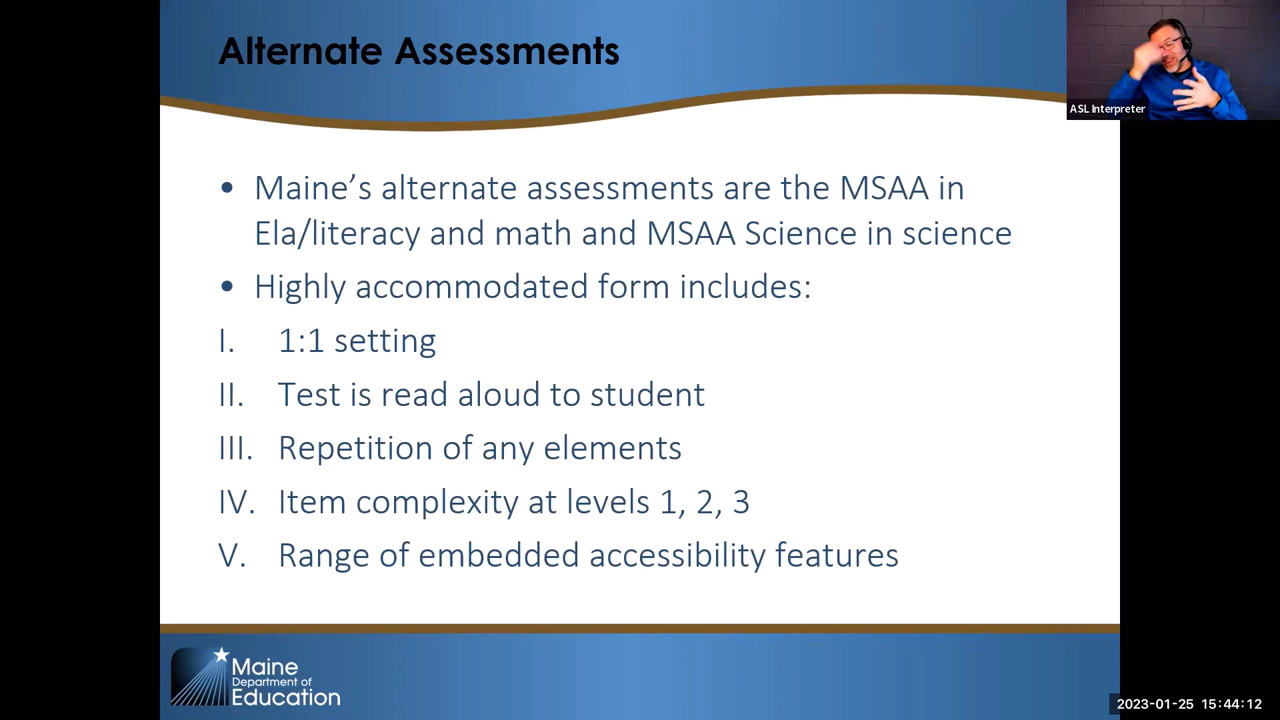 Alternate Assessments
ASL Interpreter
• Maine’s alternate assessments are the MSAA in
Ela/literacy and math and MSAA Science in science
• Highly accommodated form includes:
I. 1:1 setting
II. Test is read aloud to student
III. Repetition of any elements
IV. Item complexity at levels 1, 2, 3
V. Range of embedded accessibility features
Maine
Department of
Education
2023-01-25 15:44:12